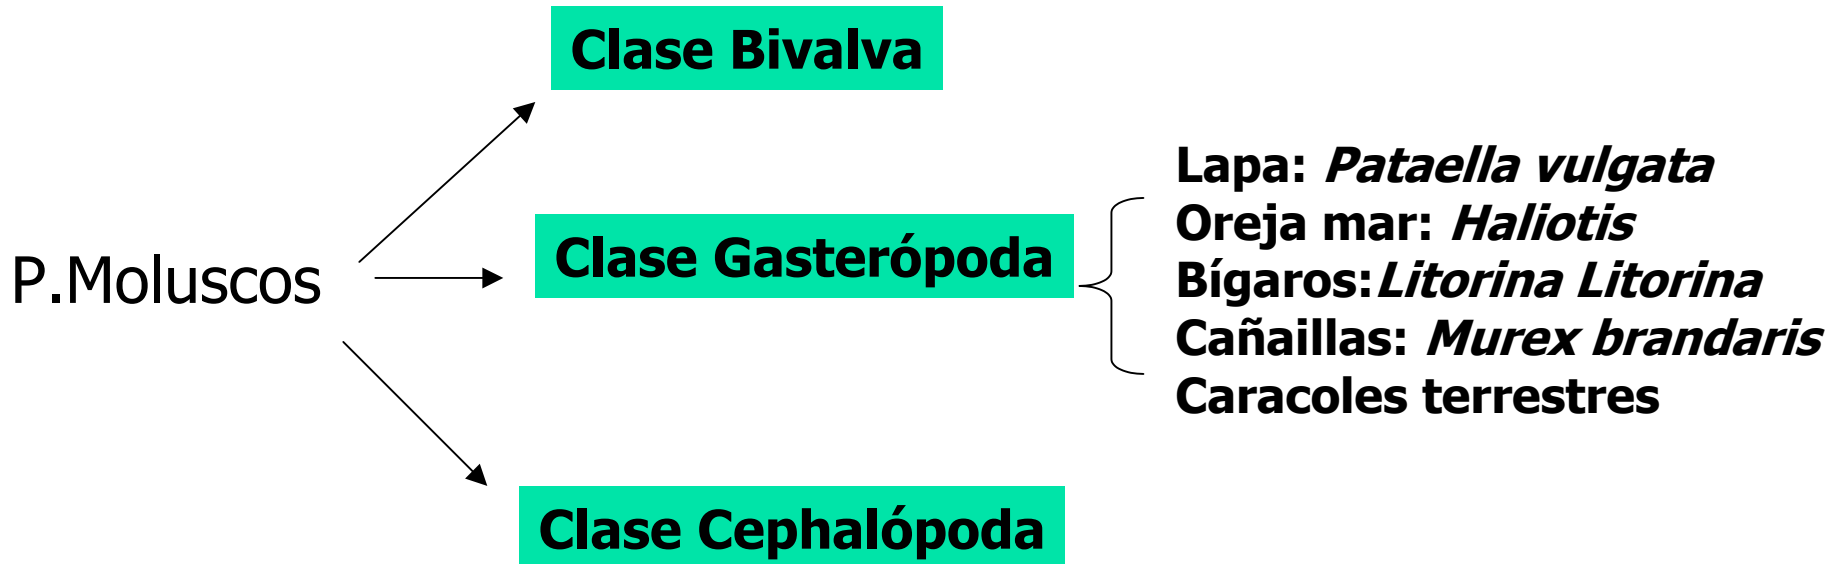 Clase Bivalva
P.Moluscos
Clase Gasterópoda
Lapa: Pataella vulgata
Oreja mar: Haliotis
Bígaros:Litorina Litorina
Cañaillas: Murex brandaris
Caracoles terrestres
Clase Cephalópoda